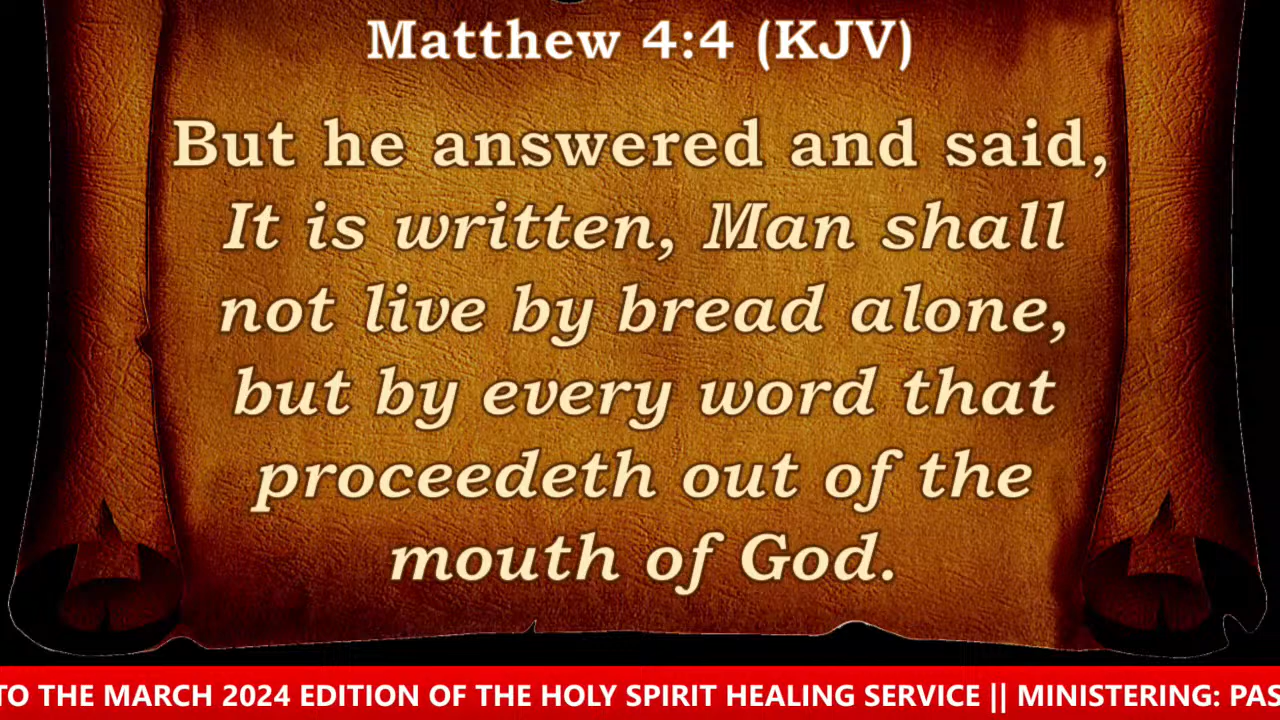 Matthew 4:4 (KJV)
But he answered and said,
It is written, Man shall
not live by bread alone,
but by every word that
proceedeth out of the
mouth of God.
TO THE MARCH 2024 EDITION OF THE HOLY SPIRIT HEALING SERVICE || MINISTERING: PAS